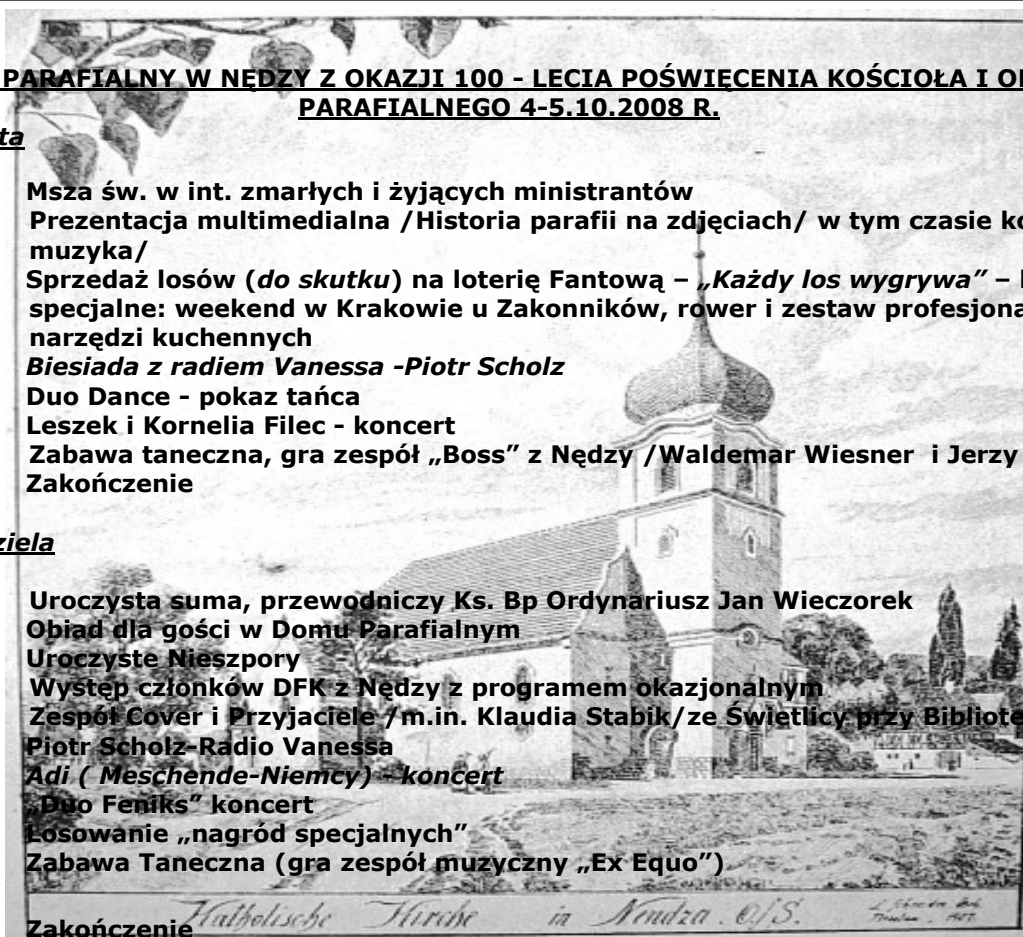 PARAFIALNY W NĘDZY Z OKAZJI 100 - LECIA POŚWIĘCENIA KOŚCIOŁA I
PARAFIALNEGO 4-5.10.2008 R.
ta
Msza św. w int. zmarłych i żyjących ministrantów
Prezentacja multimedialna /Historia parafii na zdjęciach/ w tym czasie
muzyka/
Sprzedaż losów (do skutku) na loterię Fantową – „Każdy los wygrywa” –
specjalne: weekend w Krakowie u Zakonników, rower i zestaw profesjona
narzędzi kuchennych
Biesiada z radiem Vanessa -Piotr Scholz
Duo Dance - pokaz tańca
Leszek i Kornelia Filec - koncert
Zabawa taneczna, gra zespół „Boss” z Nędzy /Waldemar Wiesner i Jerzy
Zakończenie
ziela
Uroczysta suma, przewodniczy Ks. Bp Ordynariusz Jan Wieczorek
Obiad dla gości w Domu Parafialnym
Uroczyste Nieszpory
Występ członków DFK z Nędzy z programem okazjonalnym
Zespół Cover i Przyjaciele /m.in. Klaudia Stabik/ze Świetlicy przy Bibliote
Piotr Scholz-Radio Vanessa
Adi ( Meschende-Niemcy) - koncert
„Duo Feniks” koncert
Losowanie „nagród specjalnych”
Zabawa Taneczna (gra zespół muzyczny „Ex Equo”)
Katholische Kirche in Nendza O/S.
Zakończenie